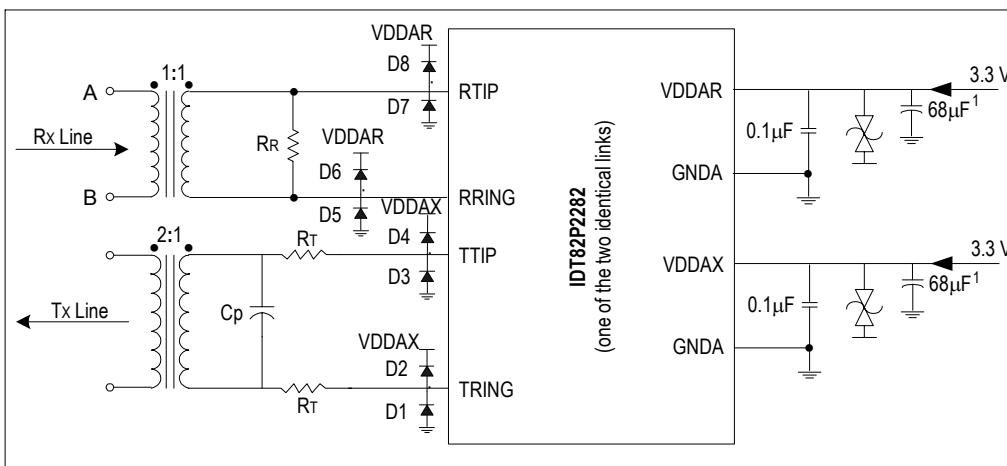 VDDAR
D8
1:1
A
RTIP
D7
Rx Line
VDDAR
RR
D6
B
RRING
D5
VDDAX
2:1
RT
D4
TTIP
D3
Tx Line
Cp
VDDAX
D2
RT
TRING
D1
IDT82P2282
(one of the two identical links)
3.3 V
VDDAR
0.1µF
68µF1
GNDA
3.3 V
VDDAX
0.1µF
68µF1
GNDA